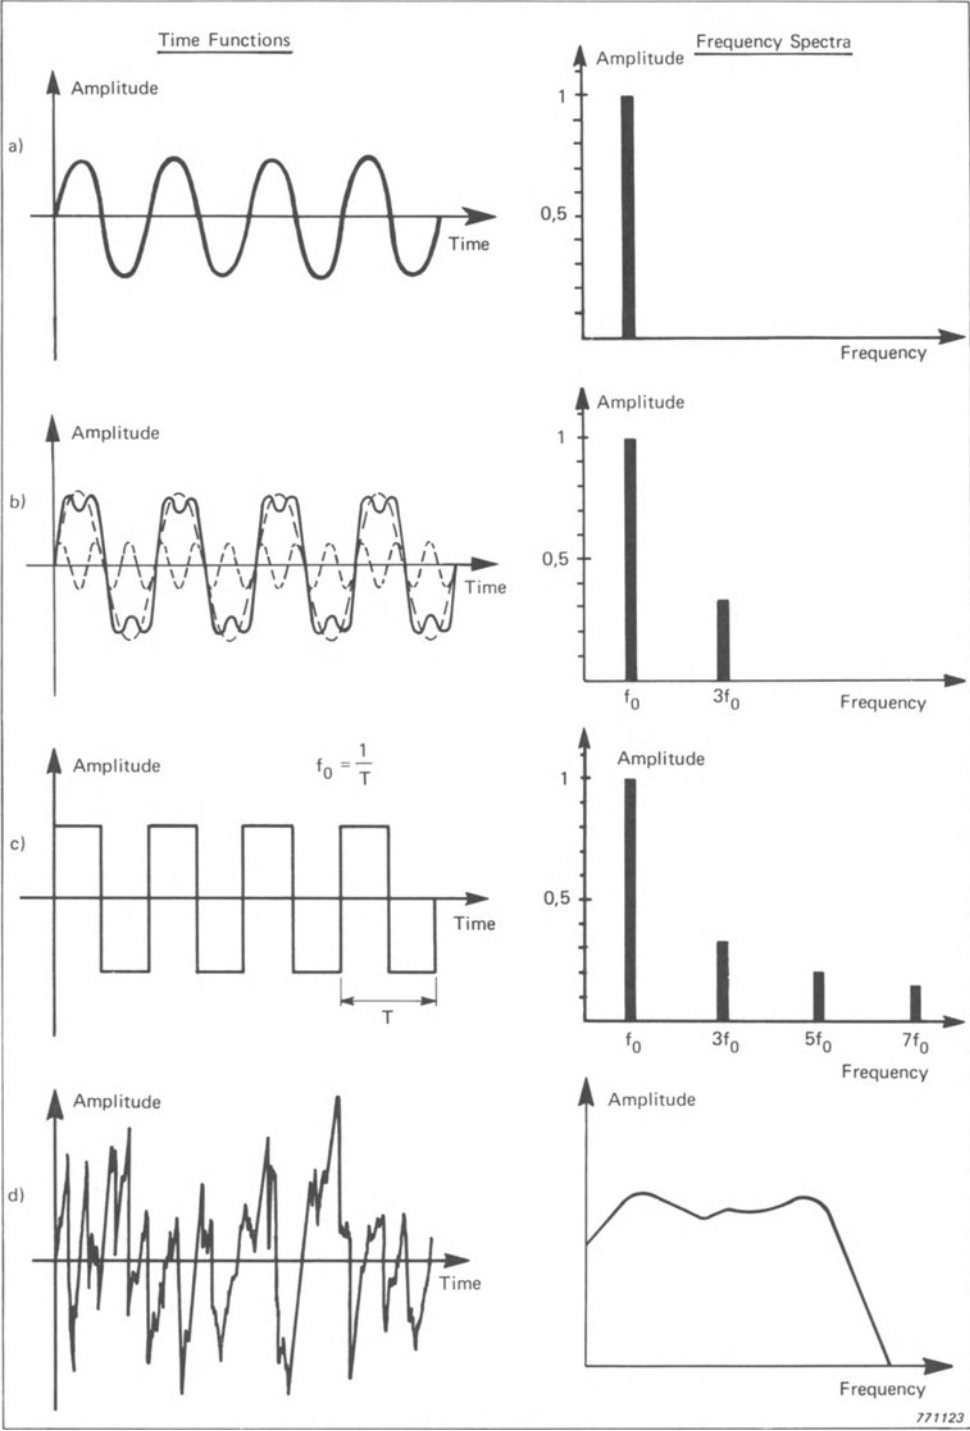 Time Functions
Frequency Spectra
a)
Amplitude
Time
Amplitude
1
0,5
Frequency
b)
Amplitude
Time
Amplitude
1
0,5
f₀ 3f₀
Frequency
c)
Amplitude
f₀ = 1/T
Time
T
Amplitude
1
0,5
f₀ 3f₀ 5f₀ 7f₀
Frequency
d)
Amplitude
Time
Amplitude
Frequency
771123